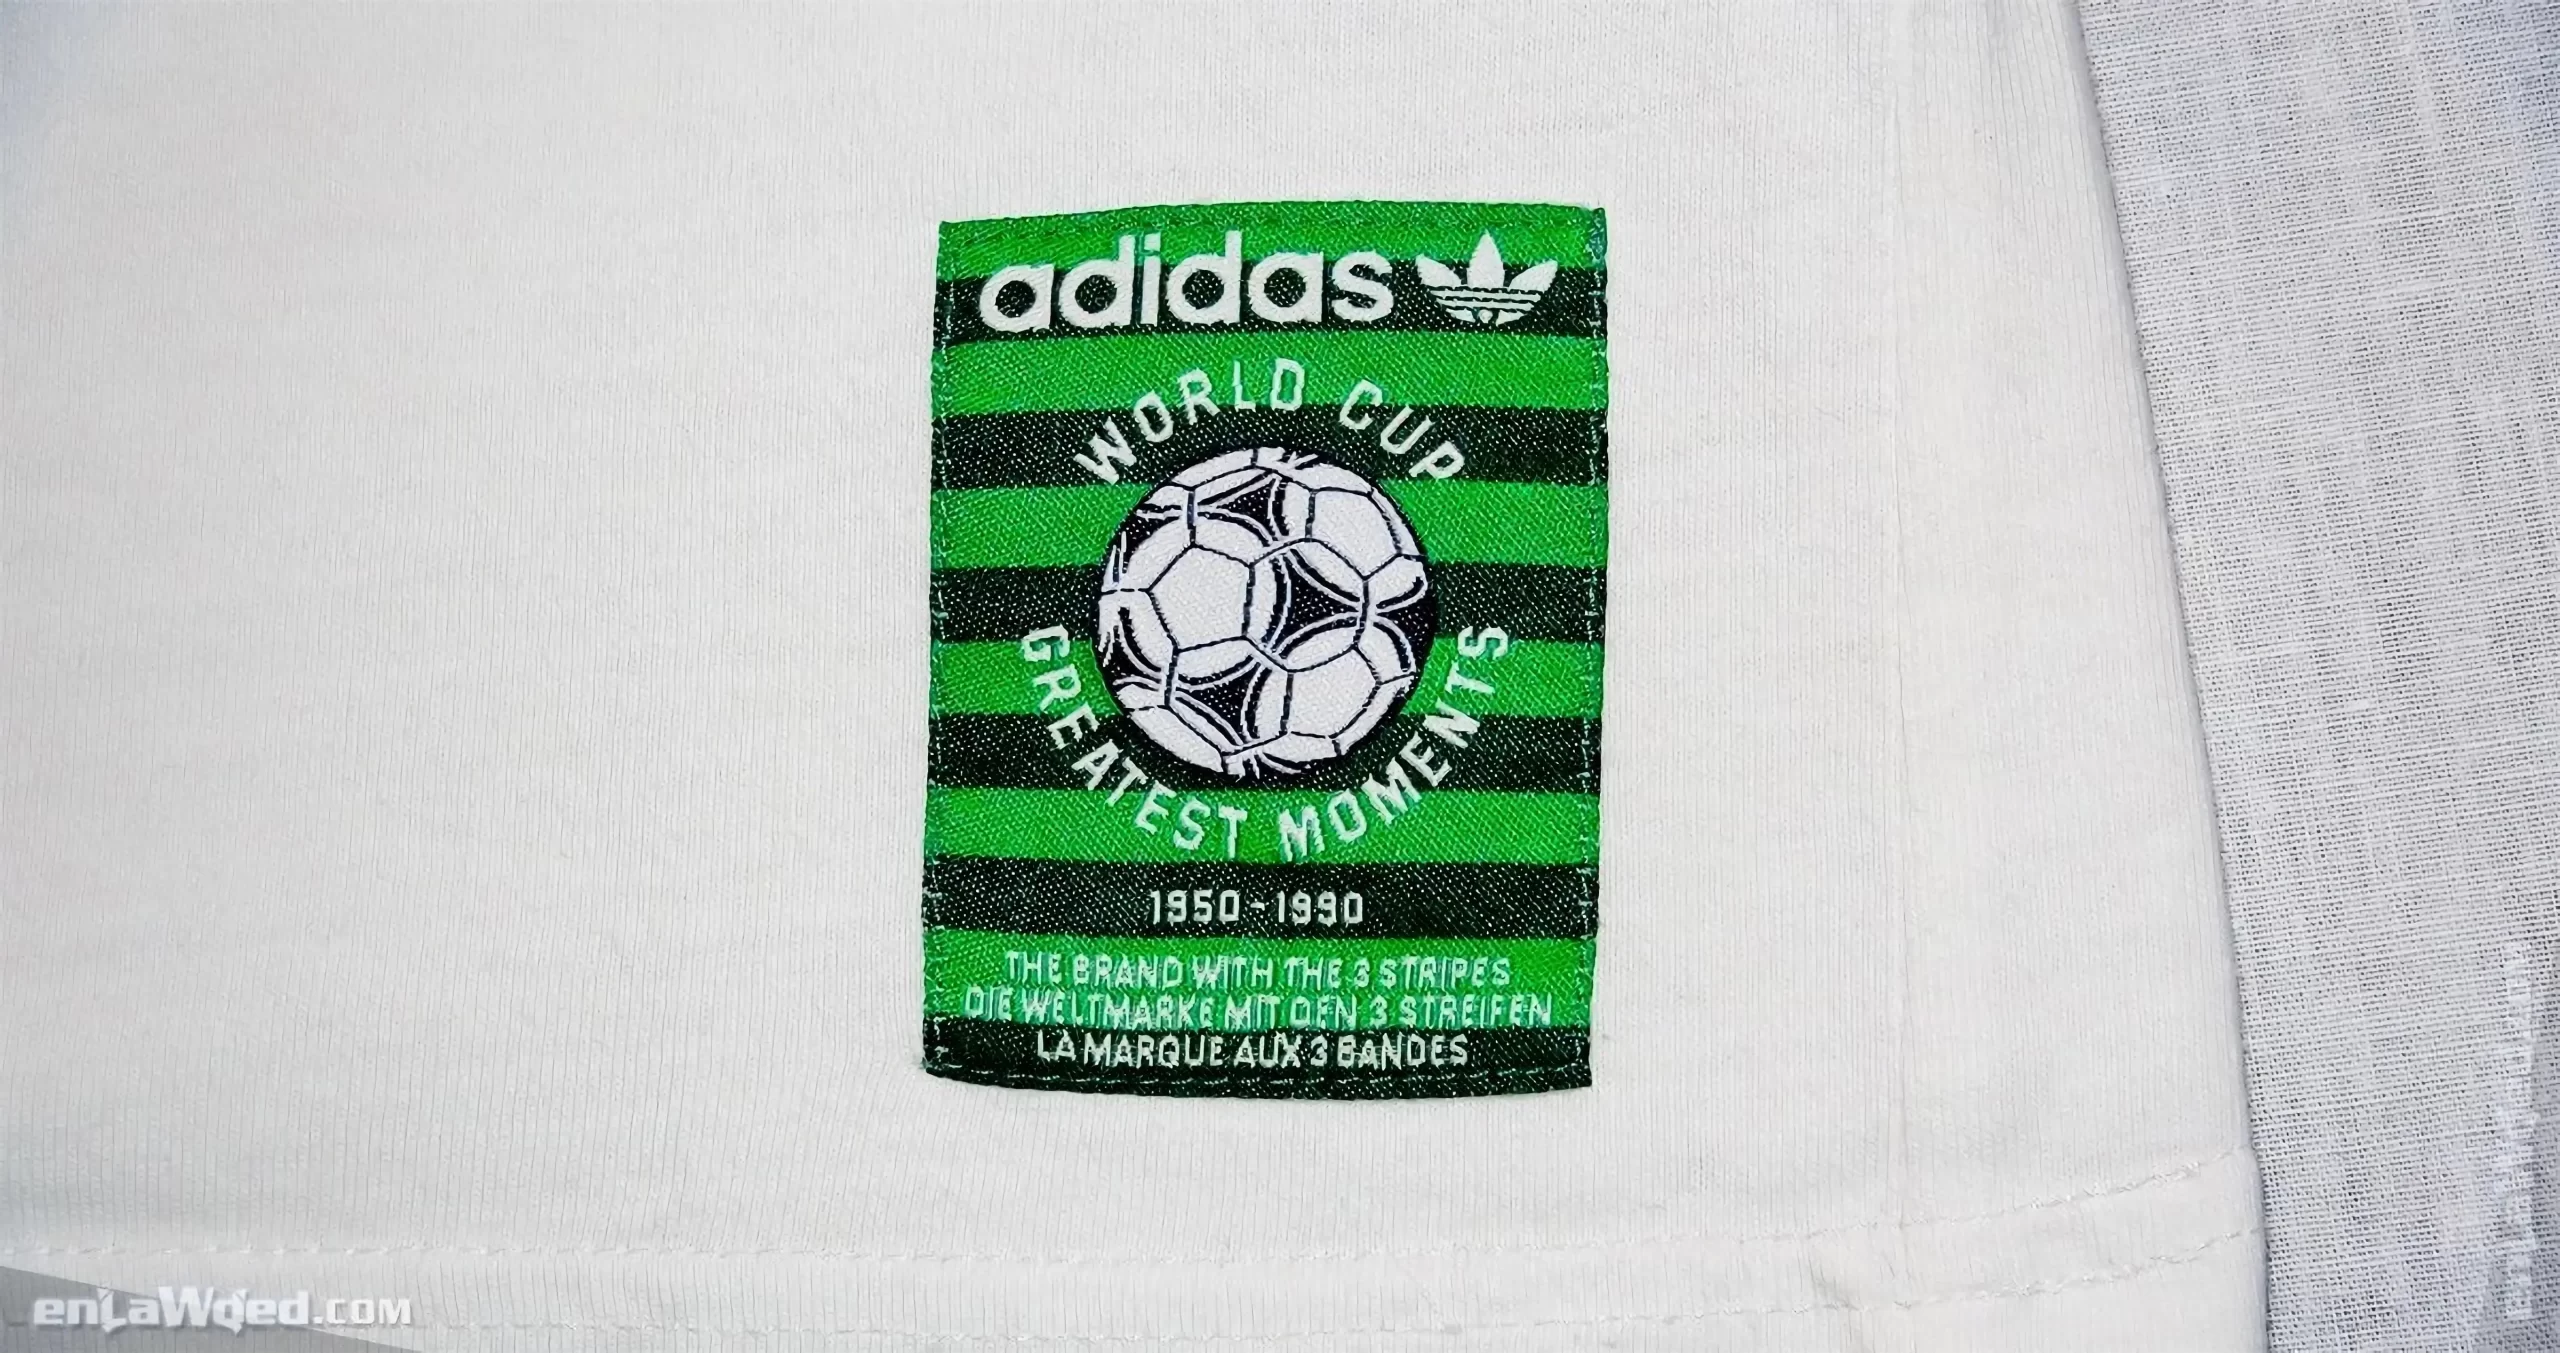 adidas
WORLD CUP
GREATEST MOMENTS
1950-1990
THE BRAND WITH THE 3 STRIPES
DIE WELTMARKE MIT DEN 3 STREIFEN
LA MARQUE AUX 3 BANDES
enLaWded.com